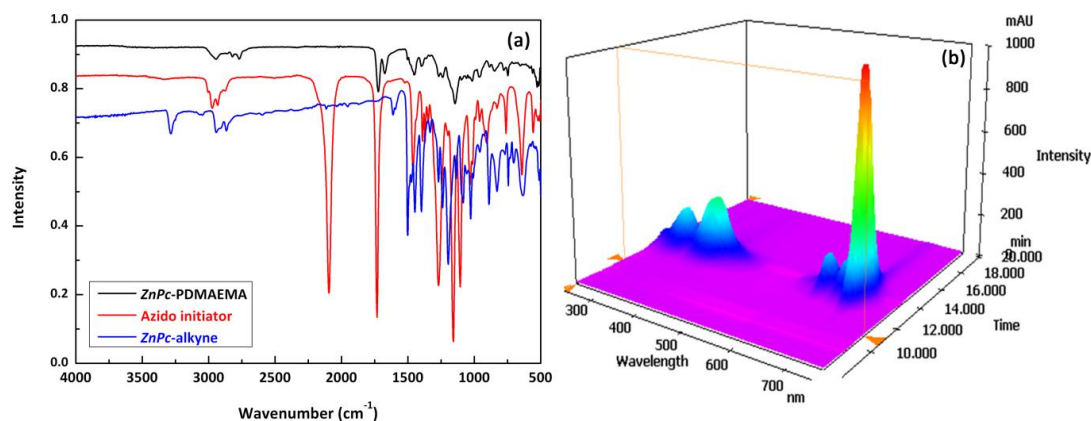 (a)
1.0
0.8
0.6
0.4
0.2
0.0
Intensity
ZnPc-PDMAEMA
Azido initiator
ZnPc-alkyne
4000 3500 3000 2500 2000 1500 1000 500
Wavenumber (cm⁻¹)
(b)
mAU
1000
800
600
Intensity
400
200
0
min
20.000
18.000
16.000
14.000
Time
12.000
10.000
300
400
500
Wavelength
600
700
nm